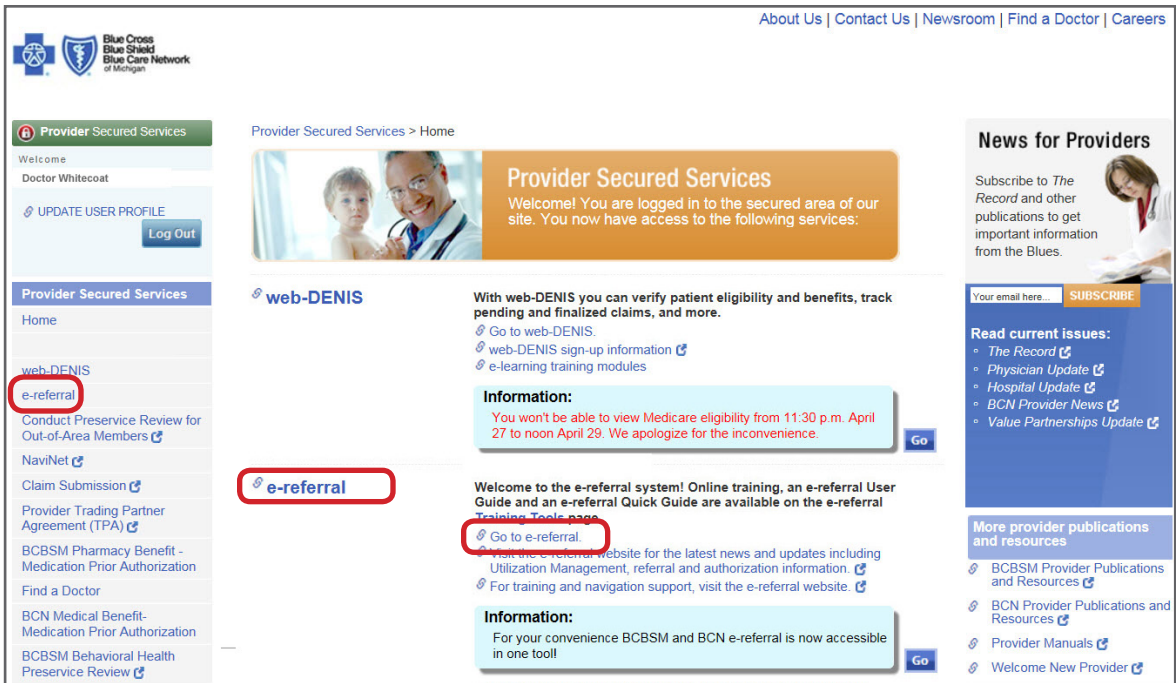 About Us | Contact Us | Newsroom | Find a Doctor | Careers
Blue Cross
Blue Shield
Blue Care Network
of Michigan
Provider Secured Services
Welcome
Doctor Whitecoat
UPDATE USER PROFILE
Log Out
Provider Secured Services
Home
web-DENIS
e-referral
Conduct Preservice Review for
Out-of-Area Members
NaviNet
Claim Submission
Provider Trading Partner
Agreement (TPA)
BCBSM Pharmacy Benefit -
Medication Prior Authorization
Find a Doctor
BCN Medical Benefit-
Medication Prior Authorization
BCBSM Behavioral Health
Preservice Review
Provider Secured Services > Home
Provider Secured Services
Welcome! You are logged in to the secured area of our
site. You now have access to the following services:
web-DENIS
With web-DENIS you can verify patient eligibility and benefits, track
pending and finalized claims, and more.
Go to web-DENIS.
web-DENIS sign-up information
e-learning training modules
Information:
You won't be able to view Medicare eligibility from 11:30 p.m. April
27 to noon April 29. We apologize for the inconvenience.
Go
e-referral
Welcome to the e-referral system! Online training, an e-referral User
Guide and an e-referral Quick Guide are available on the e-referral
Training Tools page.
Go to e-referral.
Visit the e-referral website for the latest news and updates including
Utilization Management, referral and authorization information.
For training and navigation support, visit the e-referral website.
Information:
For your convenience BCBSM and BCN e-referral is now accessible
in one tool!
Go
News for Providers
Subscribe to The
Record and other
publications to get
important information
from the Blues.
Your email here...
SUBSCRIBE
Read current issues:
The Record
Physician Update
Hospital Update
BCN Provider News
Value Partnerships Update
More provider publications
and resources
BCBSM Provider Publications
and Resources
BCN Provider Publications and
Resources
Provider Manuals
Welcome New Provider